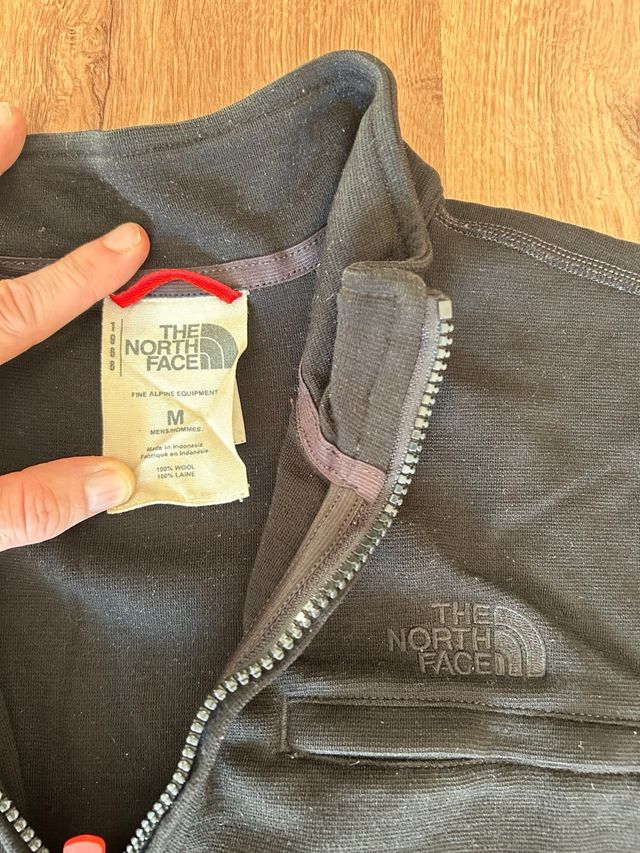 1966
THE
NORTH
FACE
FINE ALPINE EQUIPMENT
M
MENS/HOMMES
Made in Indonesia
Fabriqué en Indonésie
100% WOOL
100% LAINE
THE
NORTH
FACE